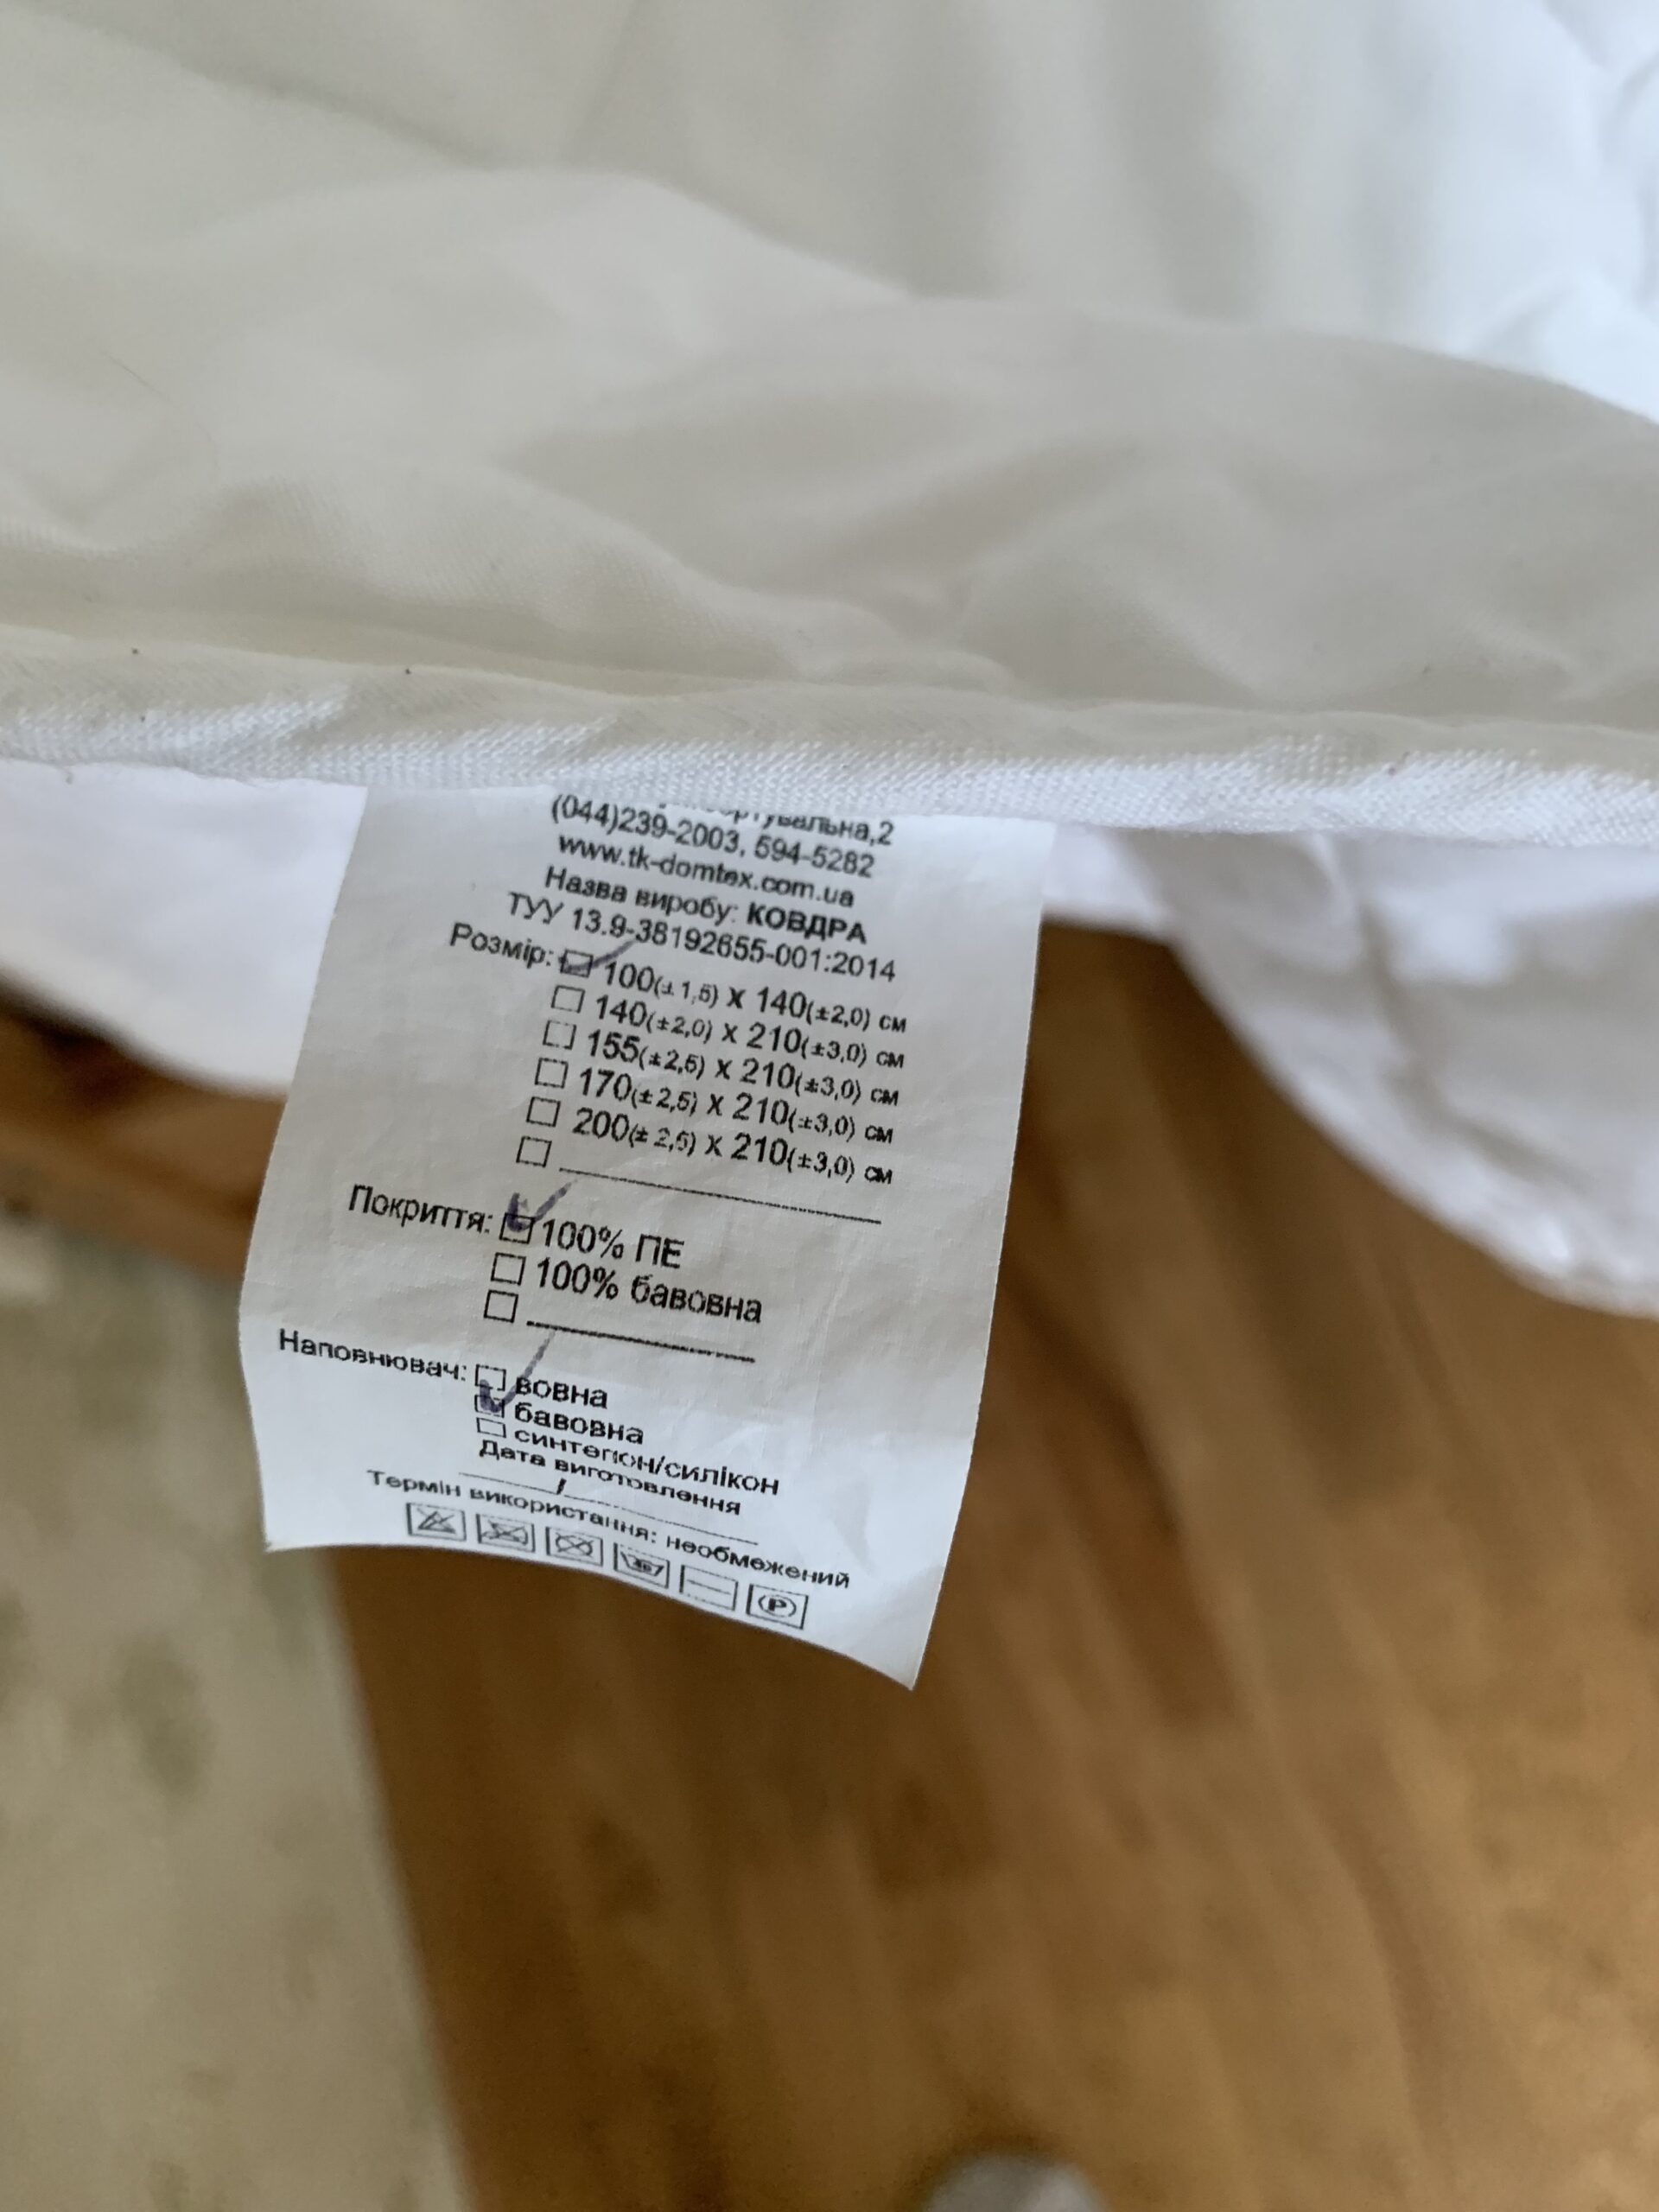 (044)239-2003, 594-5282
www.tk-domtex.com.ua
Назва виробу: КОВДРА
ТУУ 13.9-38192655-001:2014
Розмір: 100(±1,5) x 140(±2,0) см
140(±2,0) x 210(±3,0) см
155(±2,5) x 210(±3,0) см
170(±2,5) x 210(±3,0) см
200(±2,5) x 210(±3,0) см
Покриття: 100% ПЕ
100% бавовна
Наповнювач: вовна
бавовна
синтепон/силікон
Дата виготовлення
/
Термін використання: необмежений
P